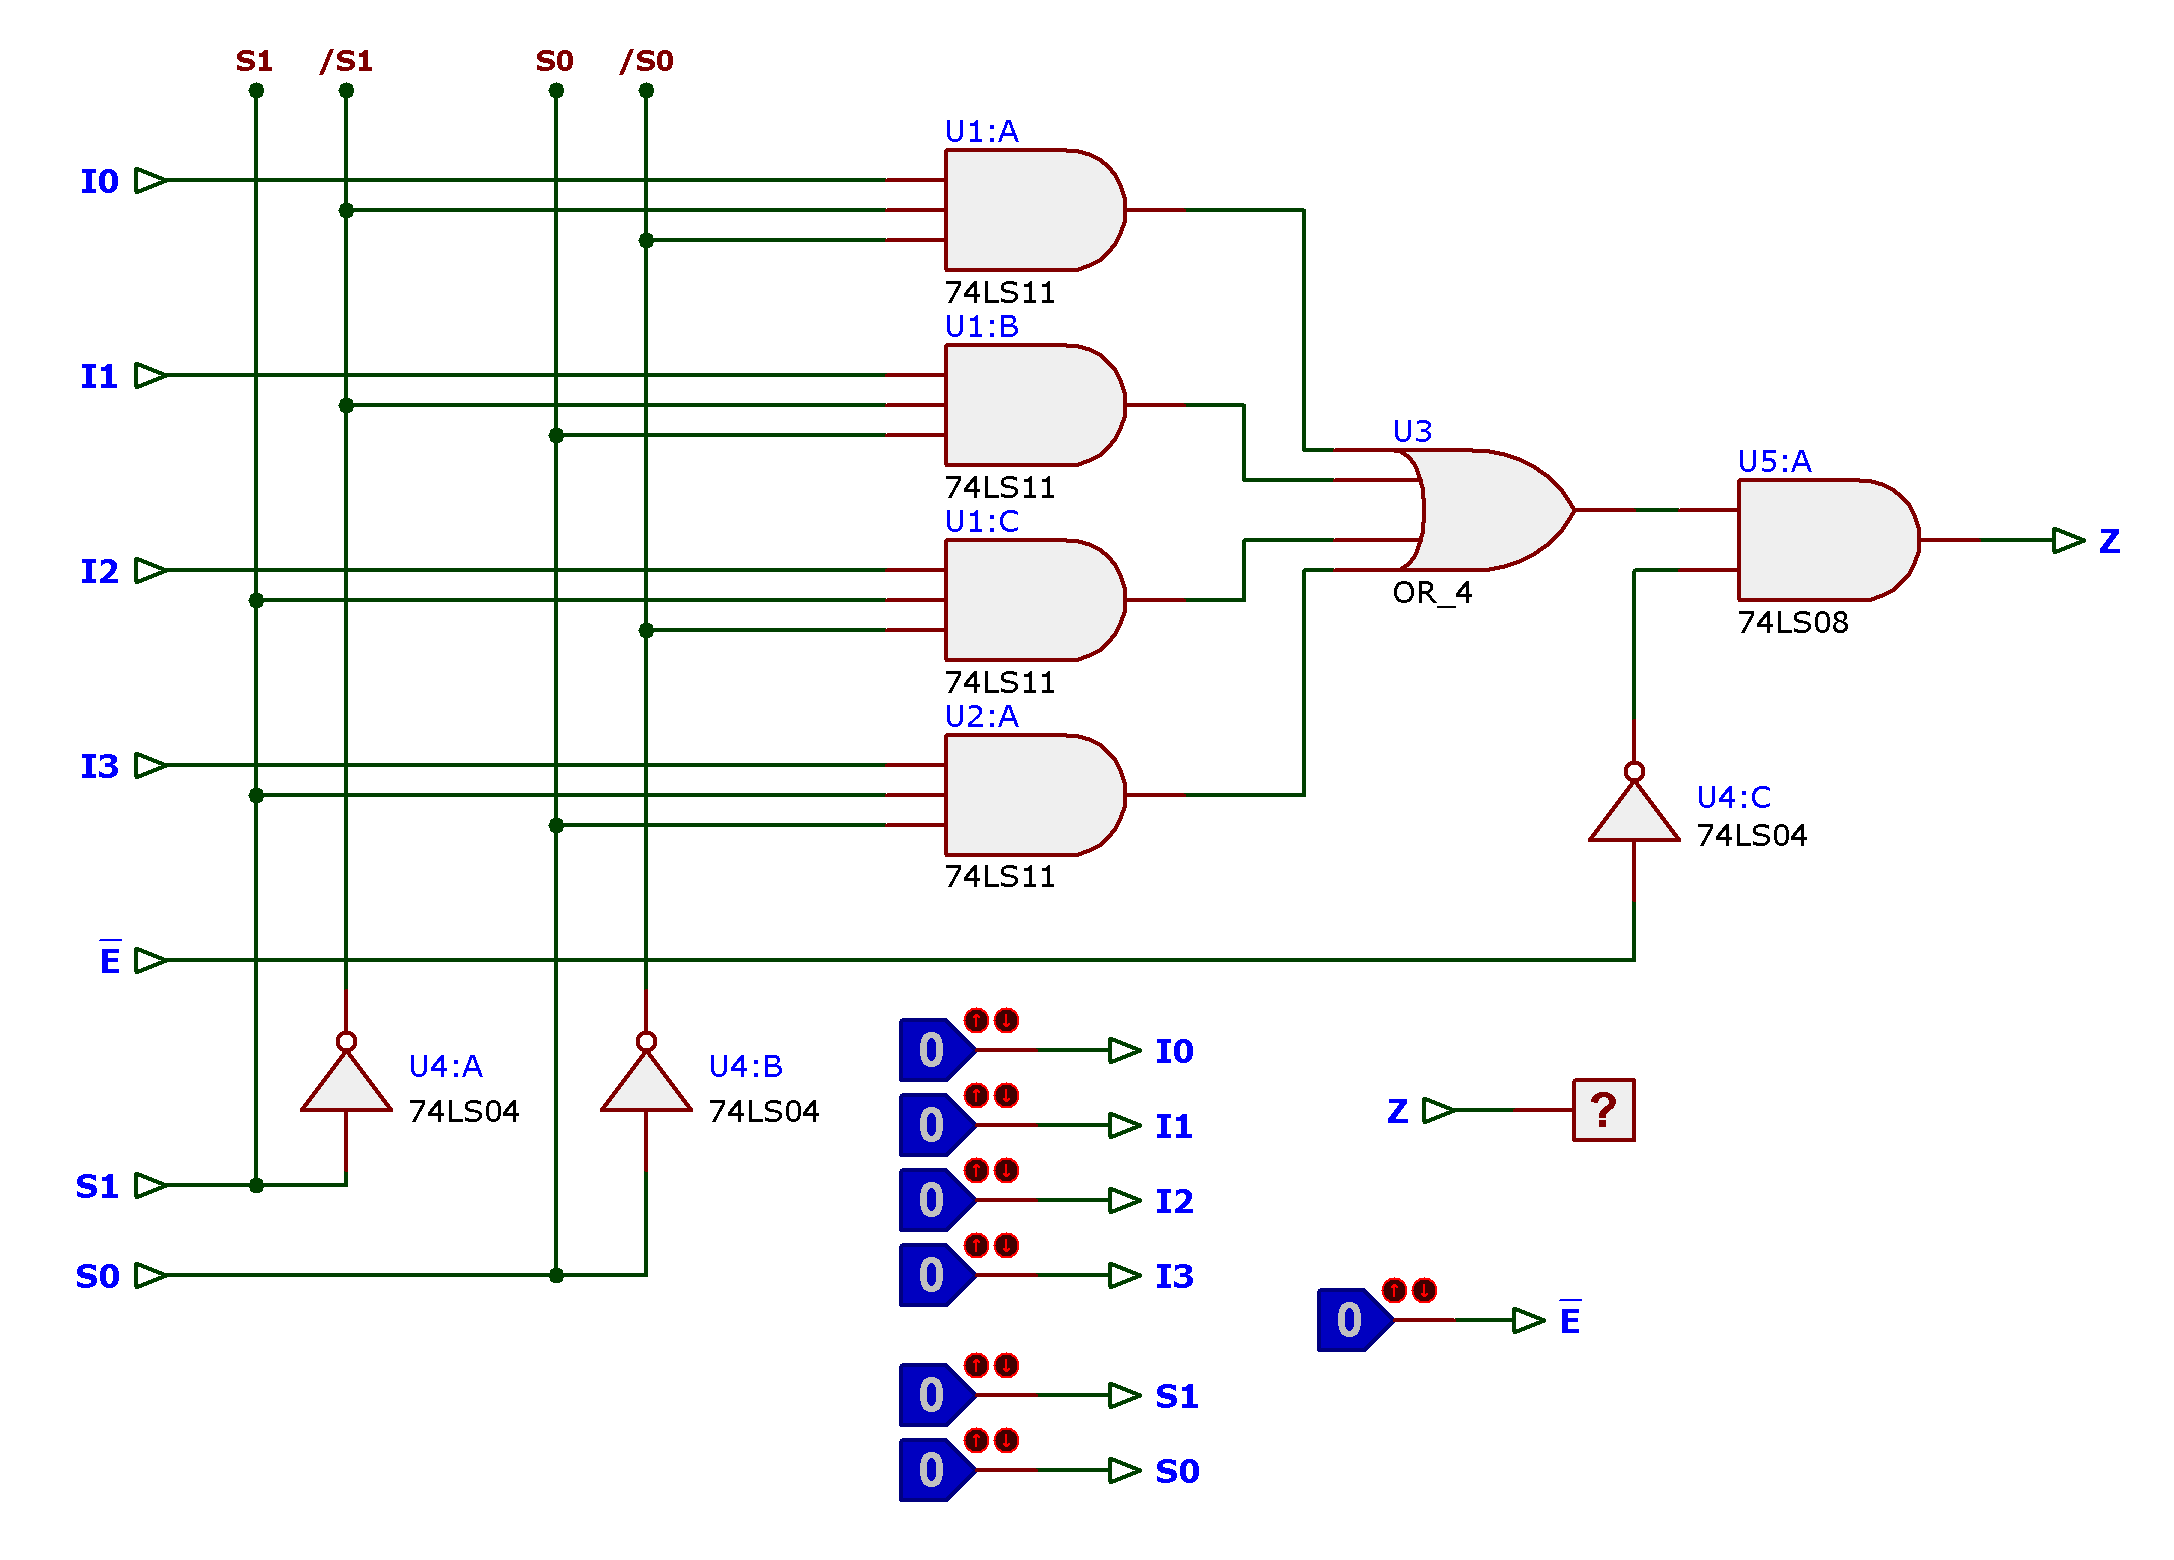 S1 /S1 S0 /S0
U1:A
I0
74LS11
U1:B
I1
74LS11
U1:C
I2
74LS11
U2:A
I3
74LS11
U3
OR_4
U5:A
74LS08
Z
U4:C
74LS04
E̅
U4:A
74LS04
U4:B
74LS04
S1
S0
0 ↑ ↓ I0
0 ↑ ↓ I1
0 ↑ ↓ I2
0 ↑ ↓ I3
0 ↑ ↓ S1
0 ↑ ↓ S0
Z ?
0 ↑ ↓ E̅